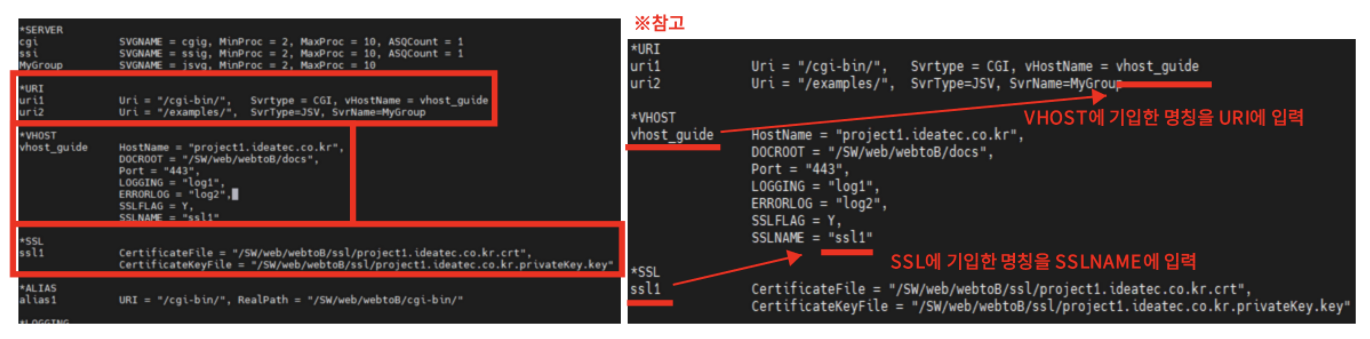 *SERVER
cgi SVGNAME = cgig, MinProc = 2, MaxProc = 10, ASQCount = 1
ssi SVGNAME = ssig, MinProc = 2, MaxProc = 10, ASQCount = 1
MyGroup SVGNAME = jsvg, MinProc = 2, MaxProc = 10
*URI
uri1 Uri = "/cgi-bin/", Svrtype = CGI, vHostName = vhost_guide
uri2 Uri = "/examples/", SvrType=JSV, SvrName=MyGroup
*VHOST
vhost_guide HostName = "project1.ideatec.co.kr",
DOCROOT = "/SW/web/webtoB/docs",
Port = "443",
LOGGING = "log1",
ERRORLOG = "log2",
SSLFLAG = Y,
SSLNAME = "ssl1"
*SSL
ssl1 CertificateFile = "/SW/web/webtoB/ssl/project1.ideatec.co.kr.crt",
CertificateKeyFile = "/SW/web/webtoB/ssl/project1.ideatec.co.kr.privateKey.key"
*ALIAS
alias1 URI = "/cgi-bin/", RealPath = "/SW/web/webtoB/cgi-bin/"
*LOGGING
※참고
*URI
uri1 Uri = "/cgi-bin/", Svrtype = CGI, vHostName = vhost_guide
uri2 Uri = "/examples/", SvrType=JSV, SvrName=MyGroup
VHOST에 기입한 명칭을 URI에 입력
*VHOST
vhost_guide HostName = "project1.ideatec.co.kr",
DOCROOT = "/SW/web/webtoB/docs",
Port = "443",
LOGGING = "log1",
ERRORLOG = "log2",
SSLFLAG = Y,
SSLNAME = "ssl1"
SSL에 기입한 명칭을 SSLNAME에 입력
*SSL
ssl1 CertificateFile = "/SW/web/webtoB/ssl/project1.ideatec.co.kr.crt",
CertificateKeyFile = "/SW/web/webtoB/ssl/project1.ideatec.co.kr.privateKey.key"